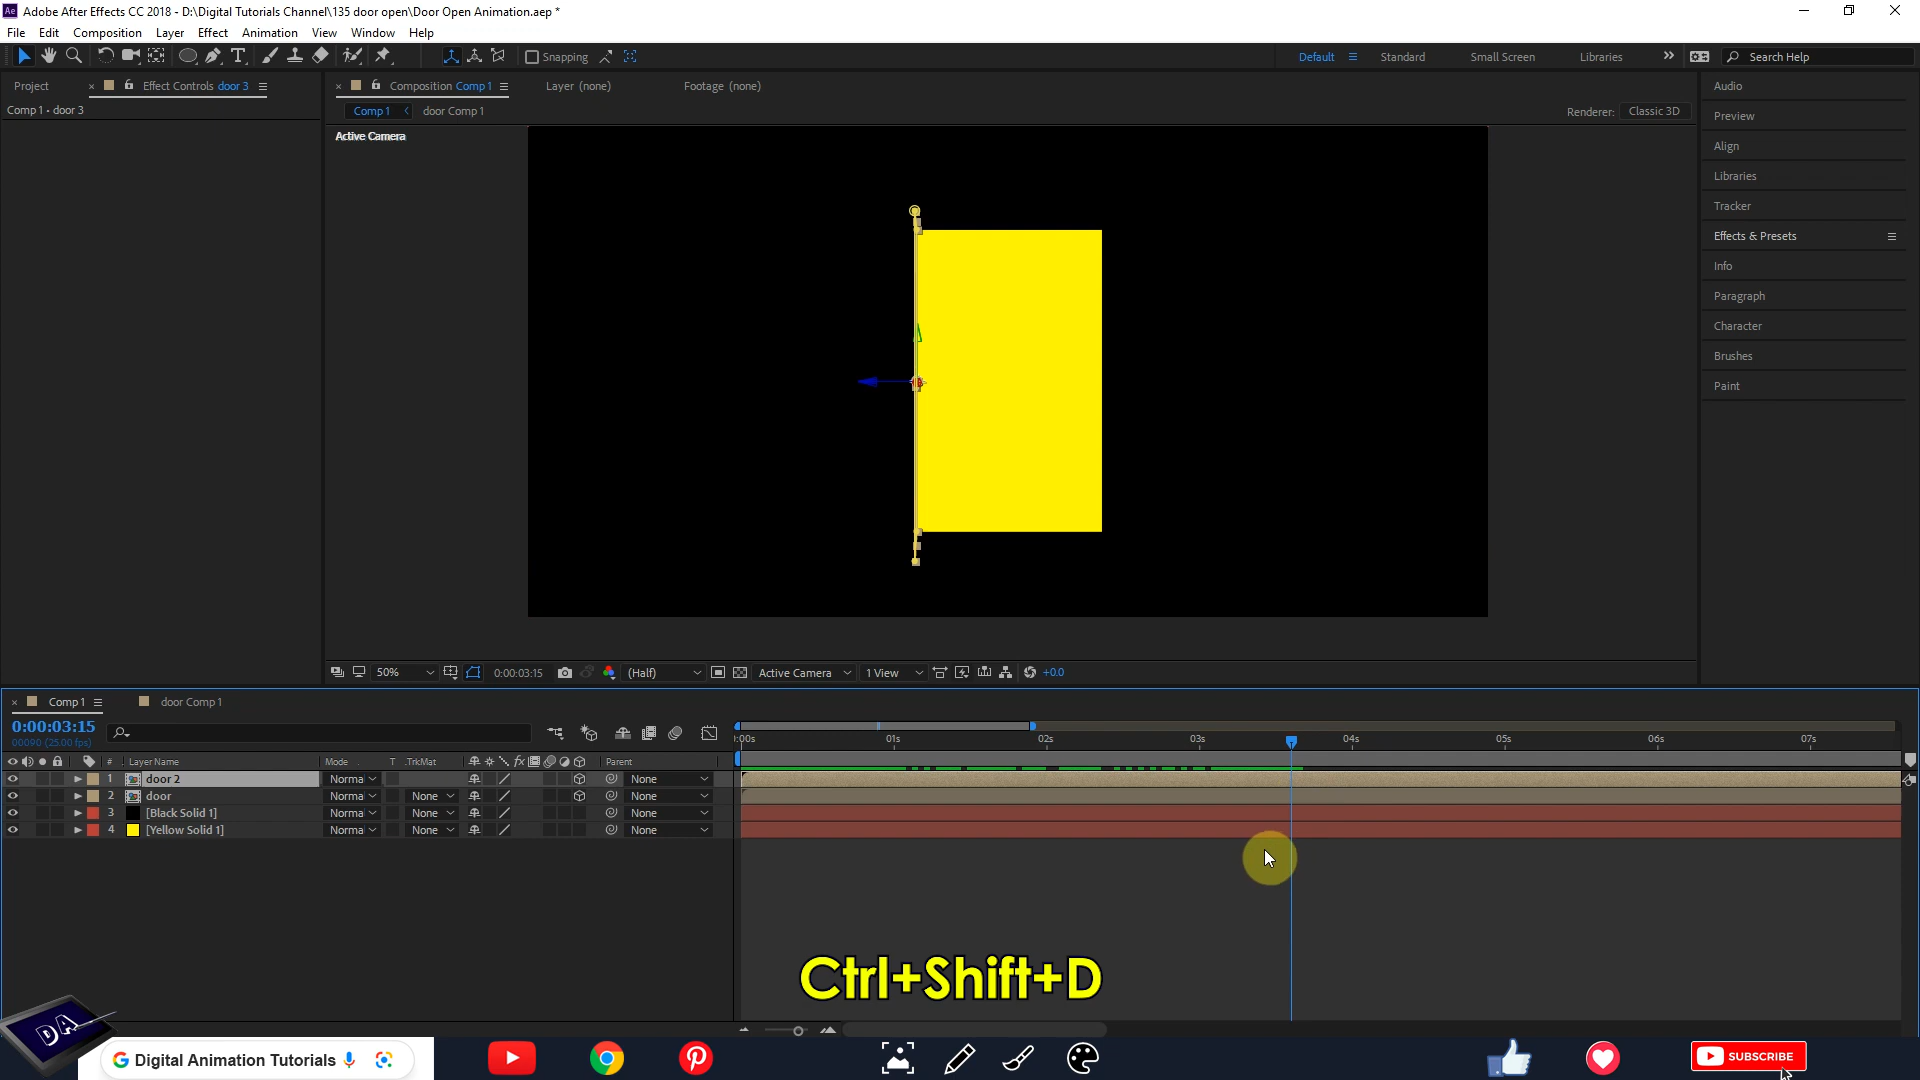 Adobe After Effects CC 2018 - D:\Digital Tutorials Channel\135 door open\Door Open Animation.aep *
File Edit Composition Layer Effect Animation View Window Help
Snapping Default Standard Small Screen Libraries Search Help
Project Effect Controls door 3 Composition Comp 1 Layer (none) Footage (none)
Comp 1 • door 3
Comp 1 door Comp 1 Renderer: Classic 3D
Active Camera
Audio
Preview
Align
Libraries
Tracker
Effects & Presets
Info
Paragraph
Character
Brushes
Paint
50% 0:00:03:15 (Half) Active Camera 1 View +0.0
Comp 1 door Comp 1
0:00:03:15
00090 (25.00 fps)
:00s 01s 02s 03s 04s 05s 06s 07s
# Layer Name Mode T .TrkMat fx Parent
1 door 2 Norma None
2 door Norma None None
3 [Black Solid 1] Norma None None
4 [Yellow Solid 1] Norma None None
Ctrl+Shift+D
DA
Digital Animation Tutorials
SUBSCRIBE